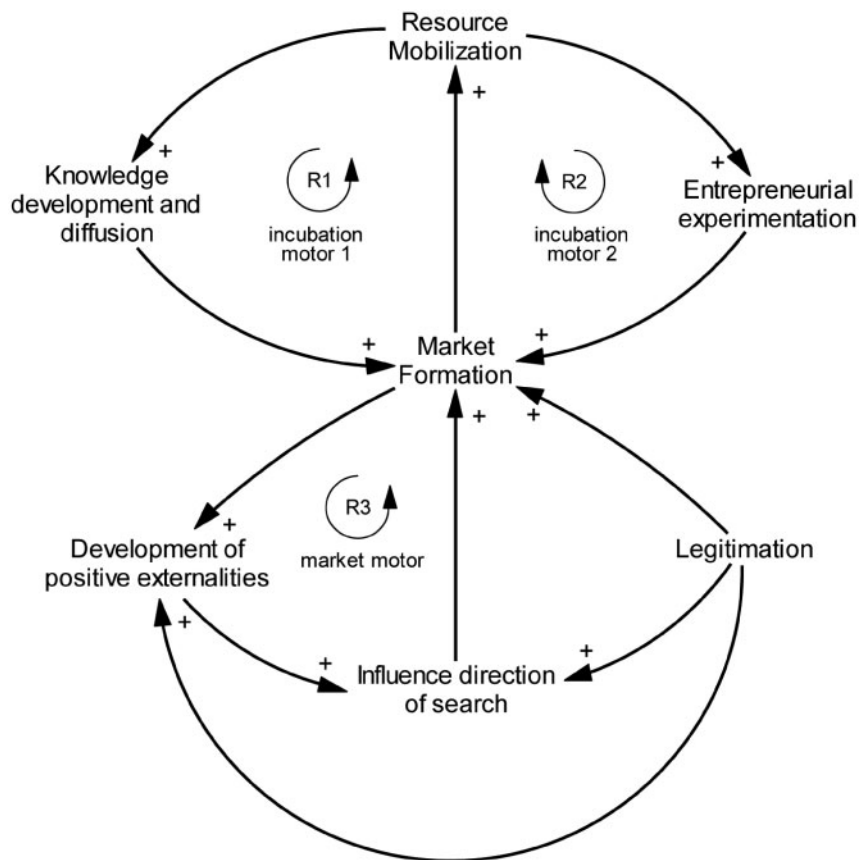 Resource
Mobilization
+
+
+
Knowledge
development and
diffusion
R1
incubation
motor 1
R2
incubation
motor 2
Entrepreneurial
experimentation
+
+
Market
Formation
+
+
R3
market motor
+
Development of
positive externalities
Legitimation
+
+
+
Influence direction
of search